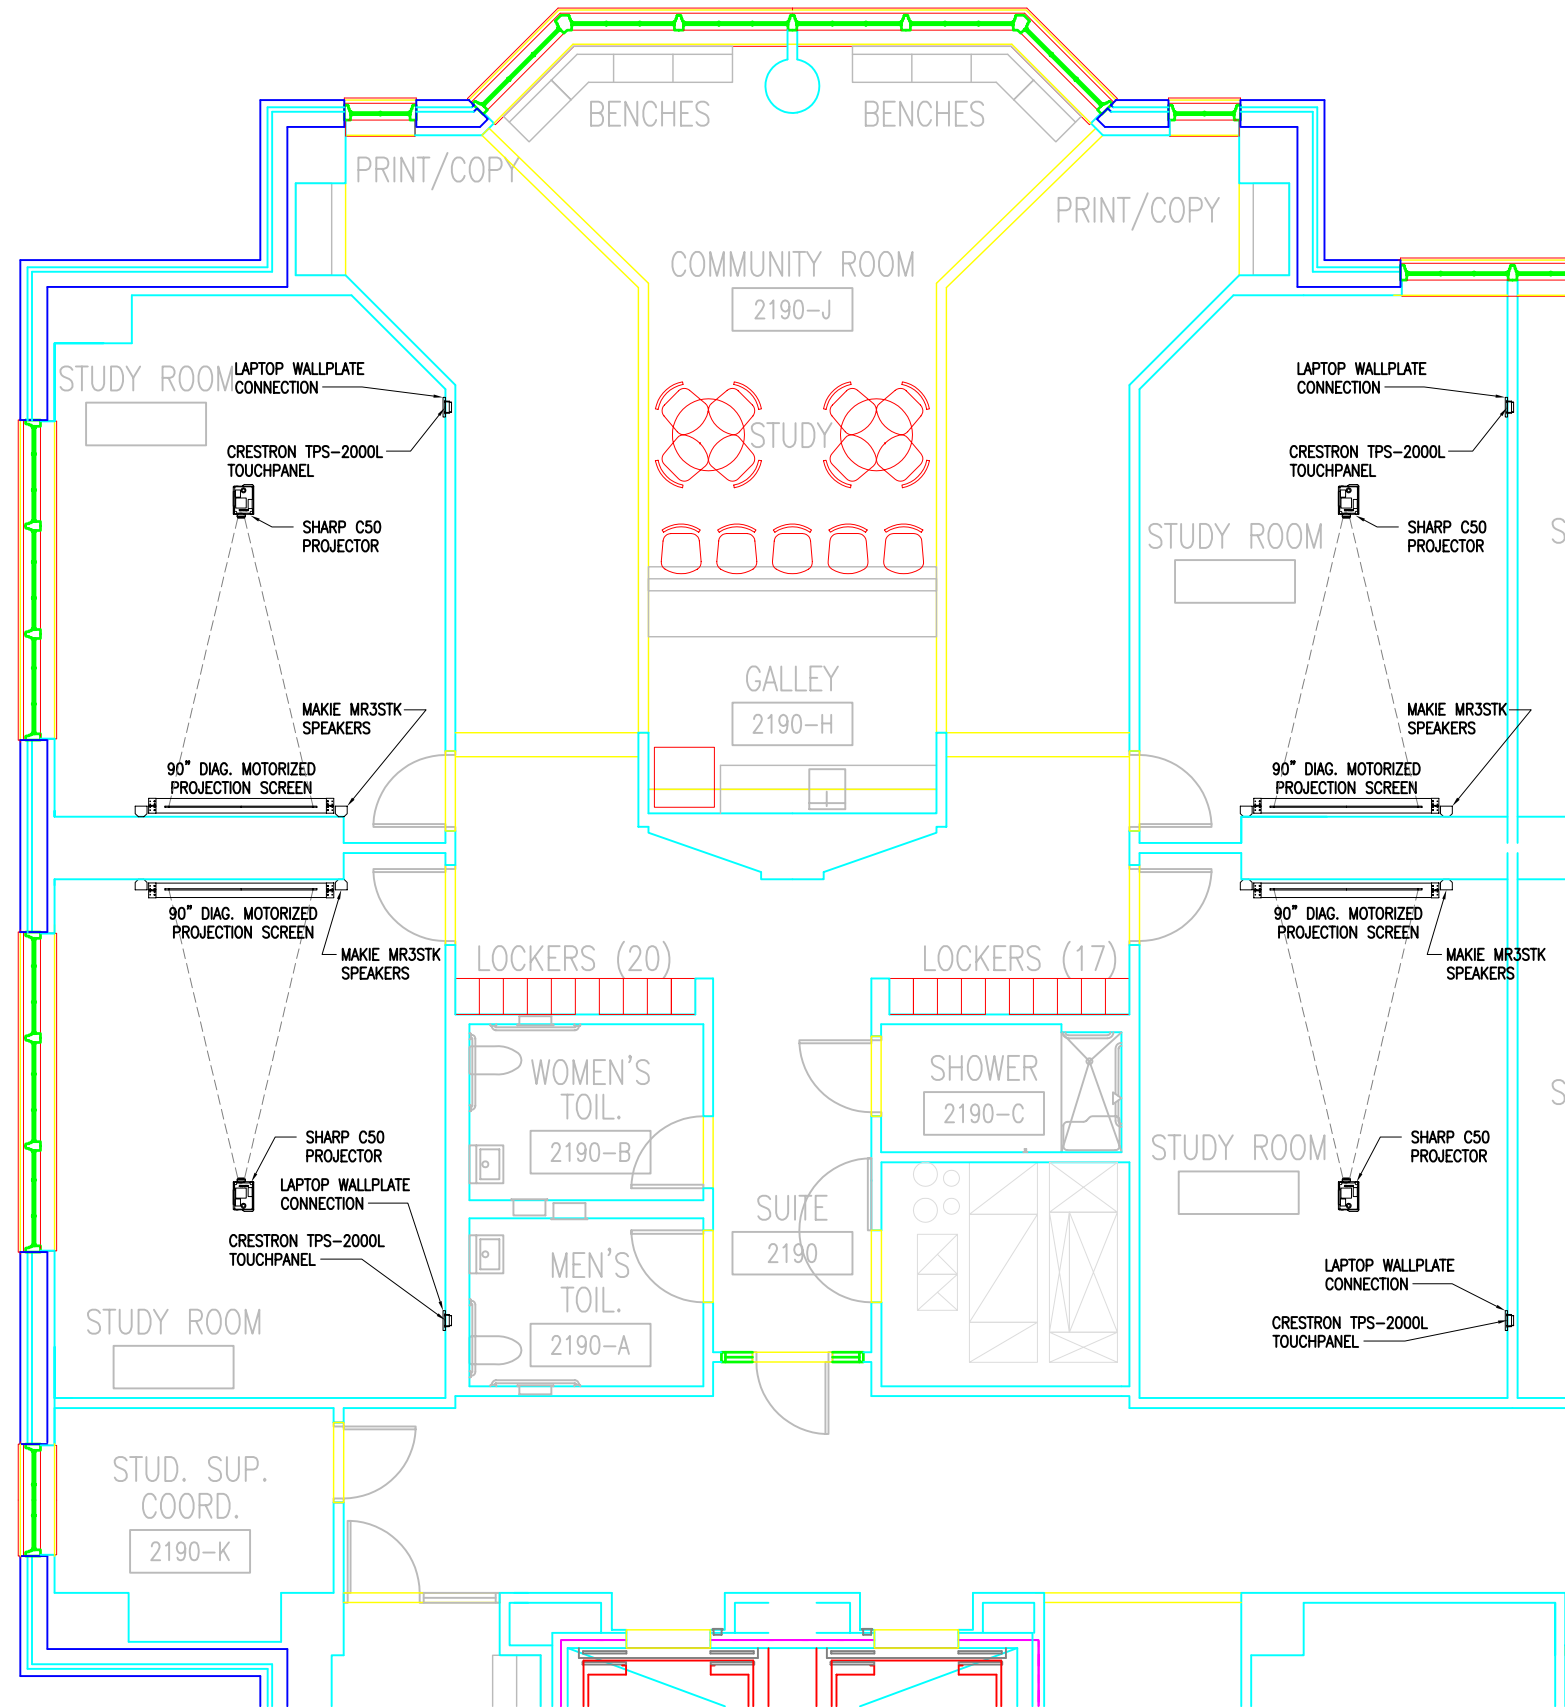 BENCHES
BENCHES
PRINT/COPY
PRINT/COPY
COMMUNITY ROOM
2190-J
STUDY ROOM
LAPTOP WALLPLATE
CONNECTION
CRESTRON TPS-2000L
TOUCHPANEL
SHARP C50
PROJECTOR
STUDY
LAPTOP WALLPLATE
CONNECTION
CRESTRON TPS-2000L
TOUCHPANEL
STUDY ROOM
SHARP C50
PROJECTOR
S
GALLEY
2190-H
MAKIE MR3STK
SPEAKERS
90" DIAG. MOTORIZED
PROJECTION SCREEN
MAKIE MR3STK
SPEAKERS
90" DIAG. MOTORIZED
PROJECTION SCREEN
90" DIAG. MOTORIZED
PROJECTION SCREEN
MAKIE MR3STK
SPEAKERS
LOCKERS (20)
LOCKERS (17)
90" DIAG. MOTORIZED
PROJECTION SCREEN
MAKIE MR3STK
SPEAKERS
WOMEN'S
TOIL.
2190-B
SHOWER
2190-C
S
SHARP C50
PROJECTOR
LAPTOP WALLPLATE
CONNECTION
CRESTRON TPS-2000L
TOUCHPANEL
STUDY ROOM
SUITE
2190
MEN'S
TOIL.
2190-A
STUDY ROOM
SHARP C50
PROJECTOR
LAPTOP WALLPLATE
CONNECTION
CRESTRON TPS-2000L
TOUCHPANEL
STUD. SUP.
COORD.
2190-K